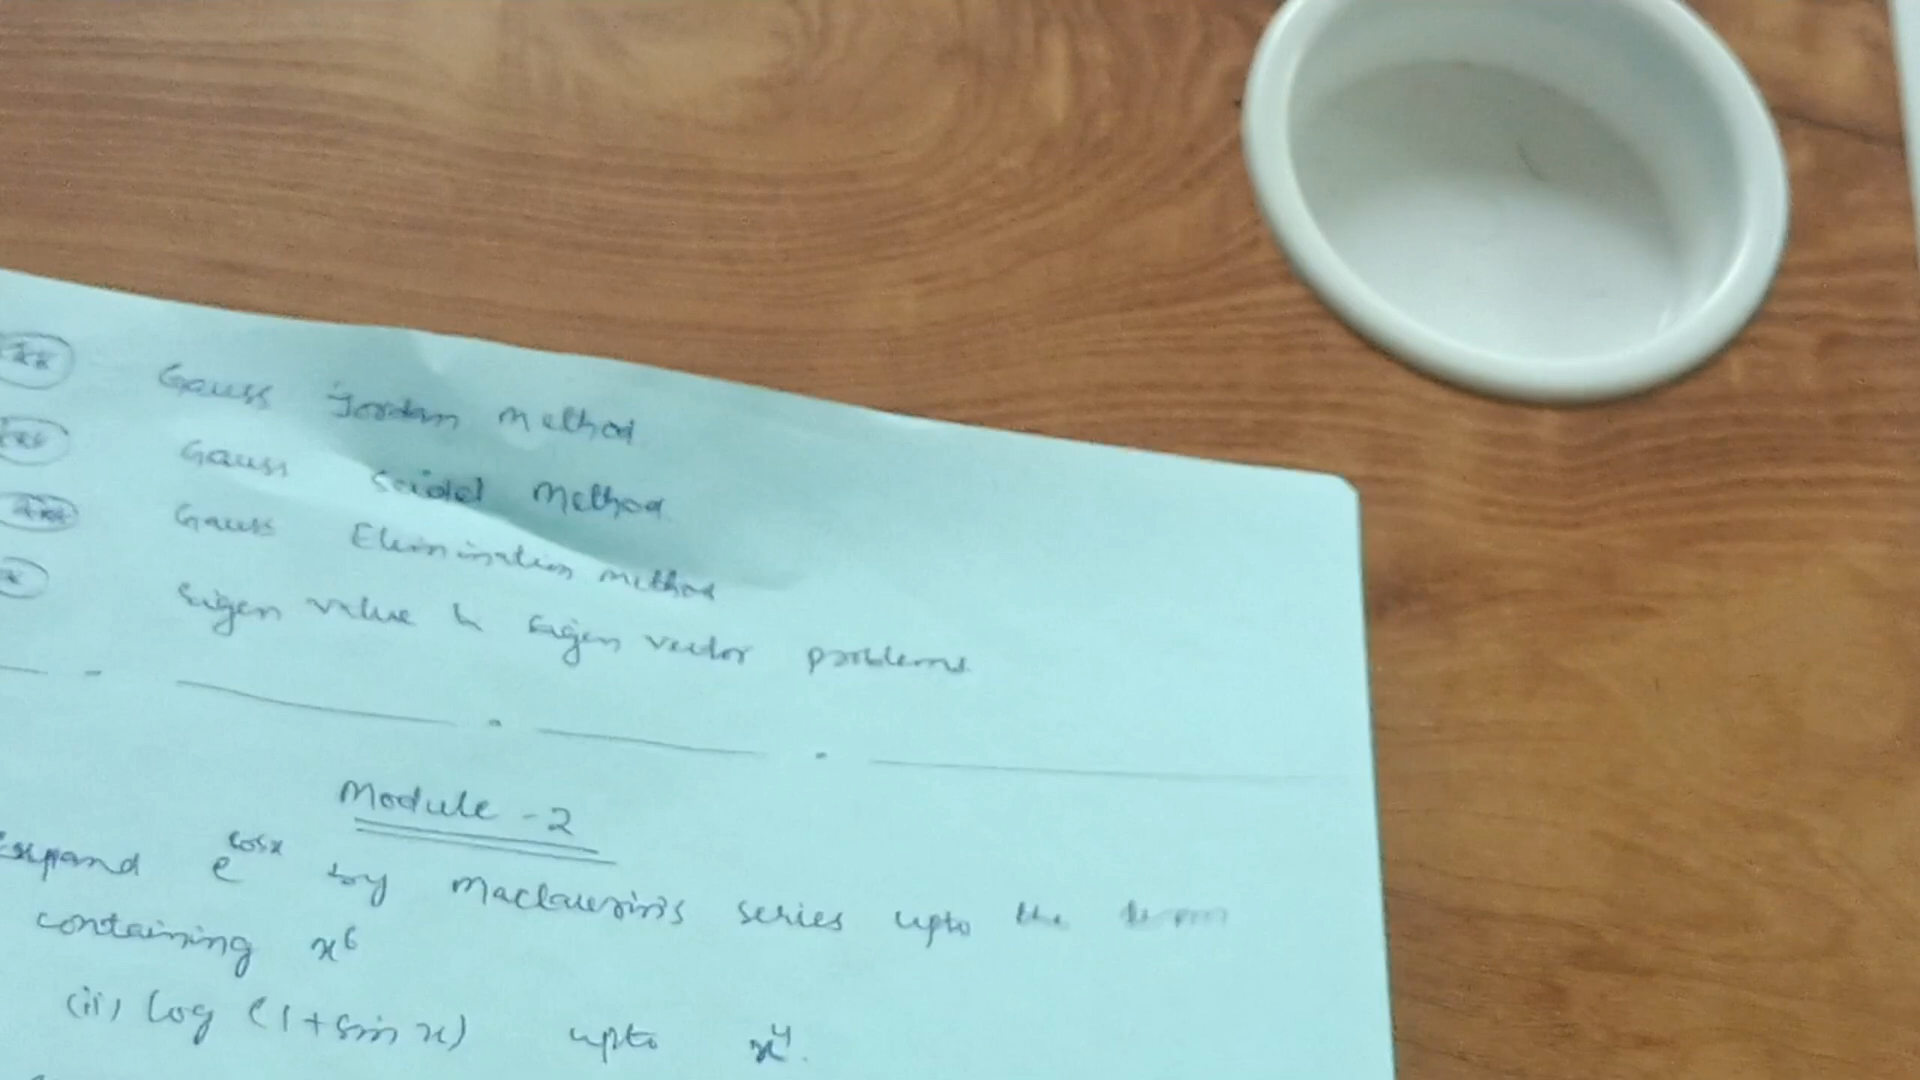 Gauss Jordan Method
Gauss Seidel Method
Gauss Elimination method
Eigen value & Eigen vector problems
Module - 2
Expand e^cosx by Maclaurin's series upto the term
containing x^6
(ii) log (1+sin x) upto x^4.